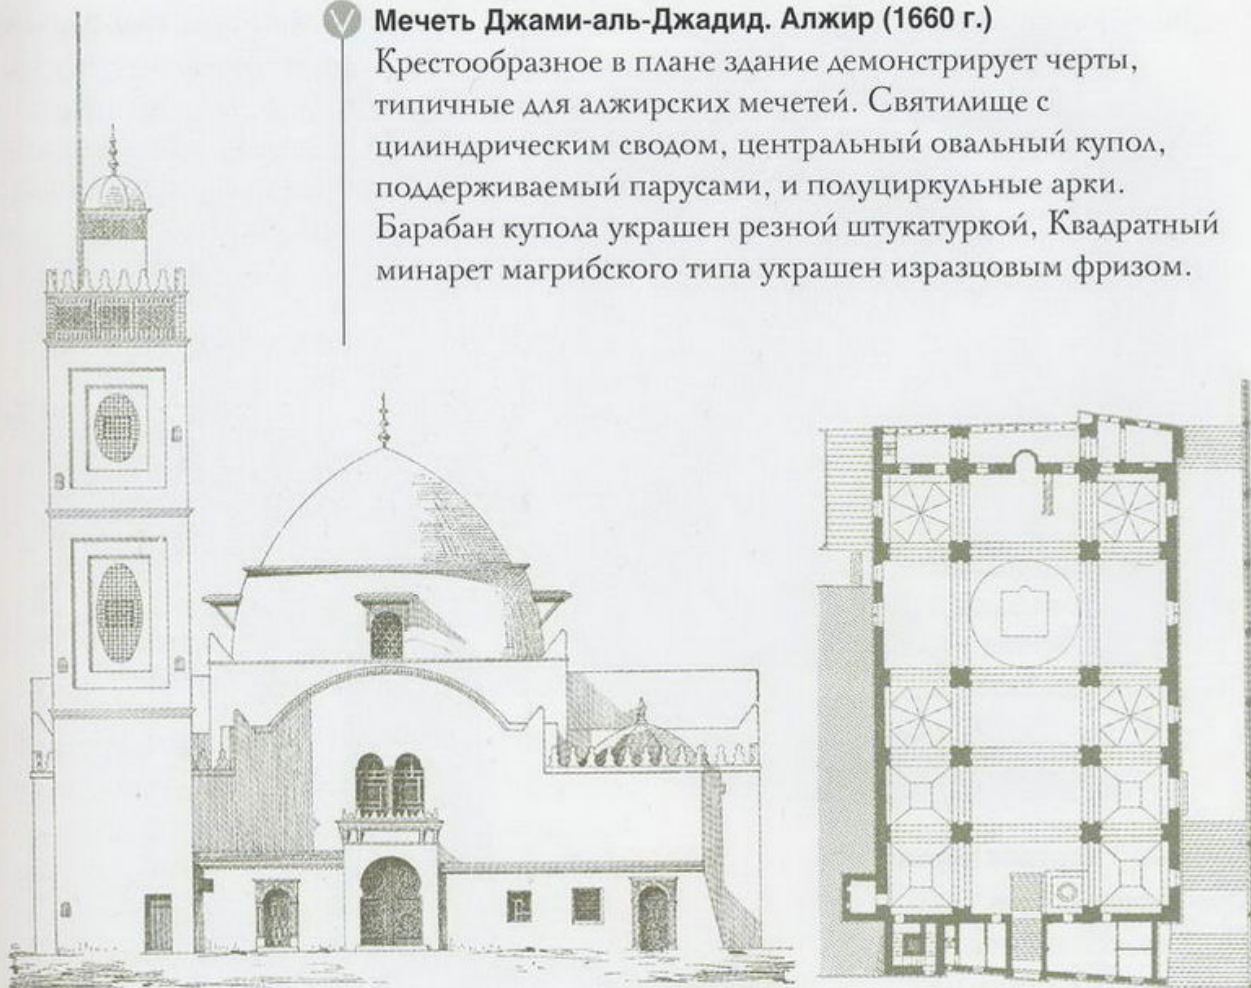 Мечеть Джами-аль-Джадид. Алжир (1660 г.)
Крестообразное в плане здание демонстрирует черты,
типичные для алжирских мечетей. Святилище с
цилиндрическим сводом, центральный овальный купол,
поддерживаемый парусами, и полуциркульные арки.
Барабан купола украшен резной штукатуркой, Квадратный
минарет магрибского типа украшен изразцовым фризом.